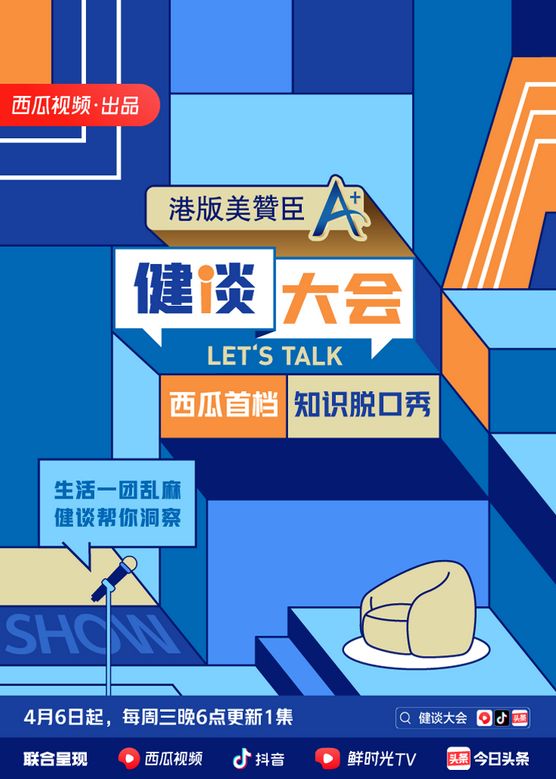 西瓜视频·出品
港版美贊臣 A+
健谈大会
LET'S TALK
西瓜首档 知识脱口秀
生活一团乱麻
健谈帮你洞察
SHOW
4月6日起，每周三晚6点更新1集
健谈大会 头条
联合呈现 西瓜视频 抖音 鲜时光TV 头条 今日头条